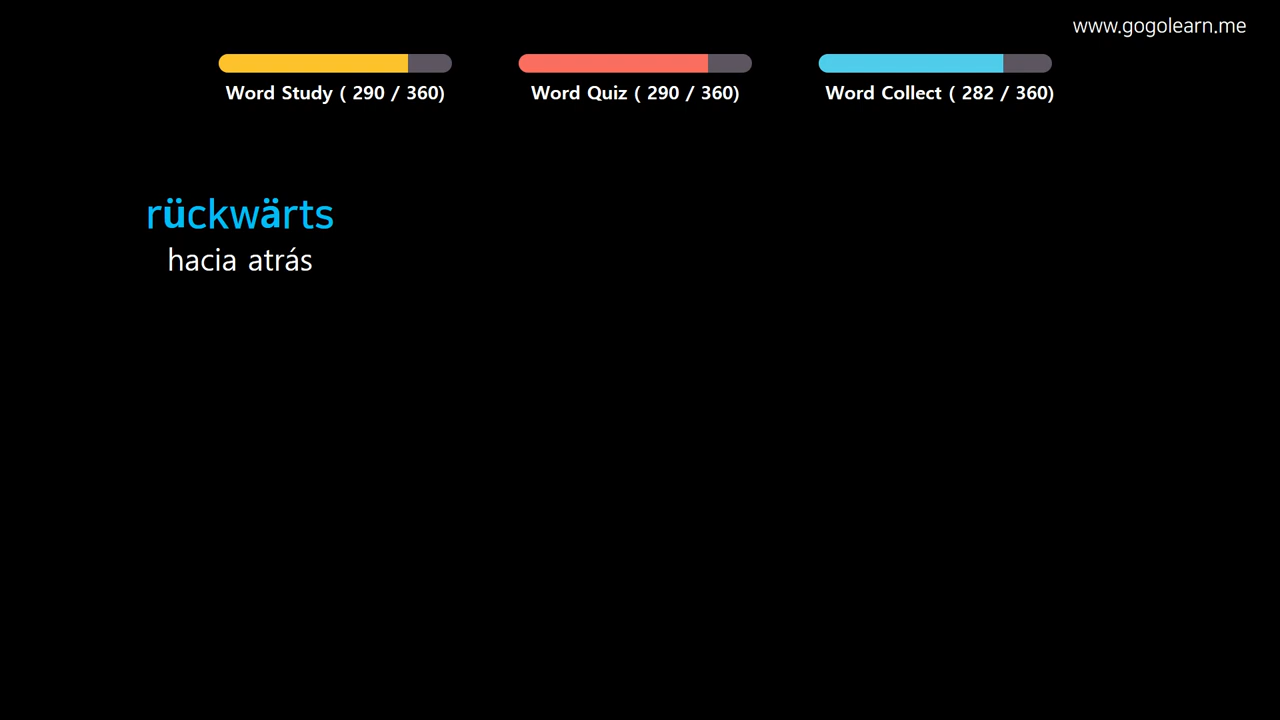 www.gogolearn.me
Word Study ( 290 / 360)
Word Quiz ( 290 / 360)
Word Collect ( 282 / 360)
rückwärts
hacia atrás